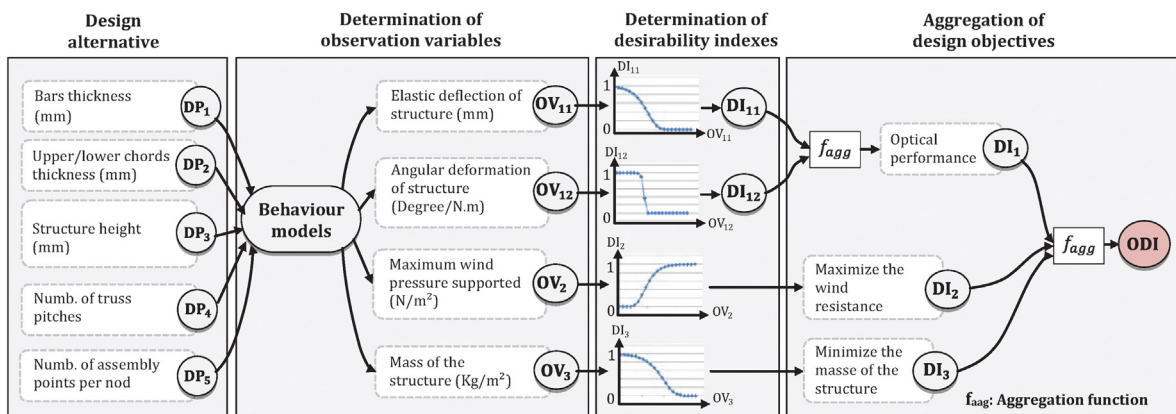 Design
alternative
Determination of
observation variables
Determination of
desirability indexes
Aggregation of
design objectives
Bars thickness
(mm)
DP1
Upper/lower chords
thickness (mm)
DP2
Structure height
(mm)
DP3
Numb. of truss
pitches
DP4
Numb. of assembly
points per nod
DP5
Behaviour
models
Elastic deflection of
structure (mm)
OV11
Angular deformation
of structure
(Degree/N.m)
OV12
Maximum wind
pressure supported
(N/m²)
OV2
Mass of the
structure (Kg/m²)
OV3
DI11
1
0
OV11
DI12
1
0
OV12
DI2
1
0
OV2
DI3
1
0
OV3
DI11
DI12
fagg
Optical
performance
DI1
Maximize the
wind
resistance
DI2
Minimize the
masse of the
structure
DI3
fagg
ODI
faag: Aggregation function